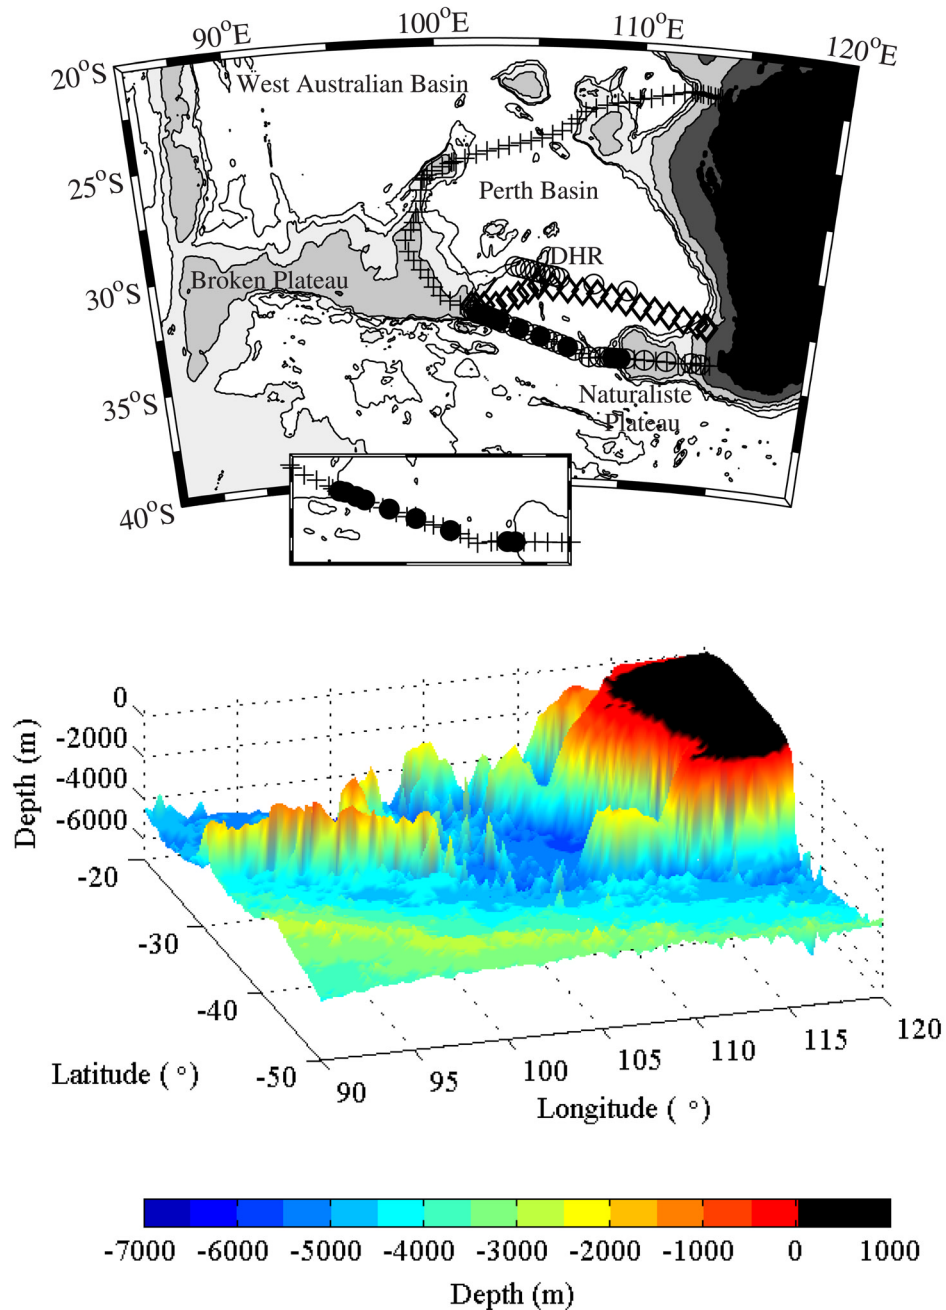 90°E
100°E
110°E
120°E
20°S
25°S
30°S
35°S
40°S
West Australian Basin
Perth Basin
DHR
Broken Plateau
Naturaliste
Plateau
0
-2000
-4000
-6000
Depth (m)
-20
-30
-40
-50
Latitude ( °)
90
95
100
105
110
115
120
Longitude ( °)
-7000 -6000 -5000 -4000 -3000 -2000 -1000 0 1000
Depth (m)